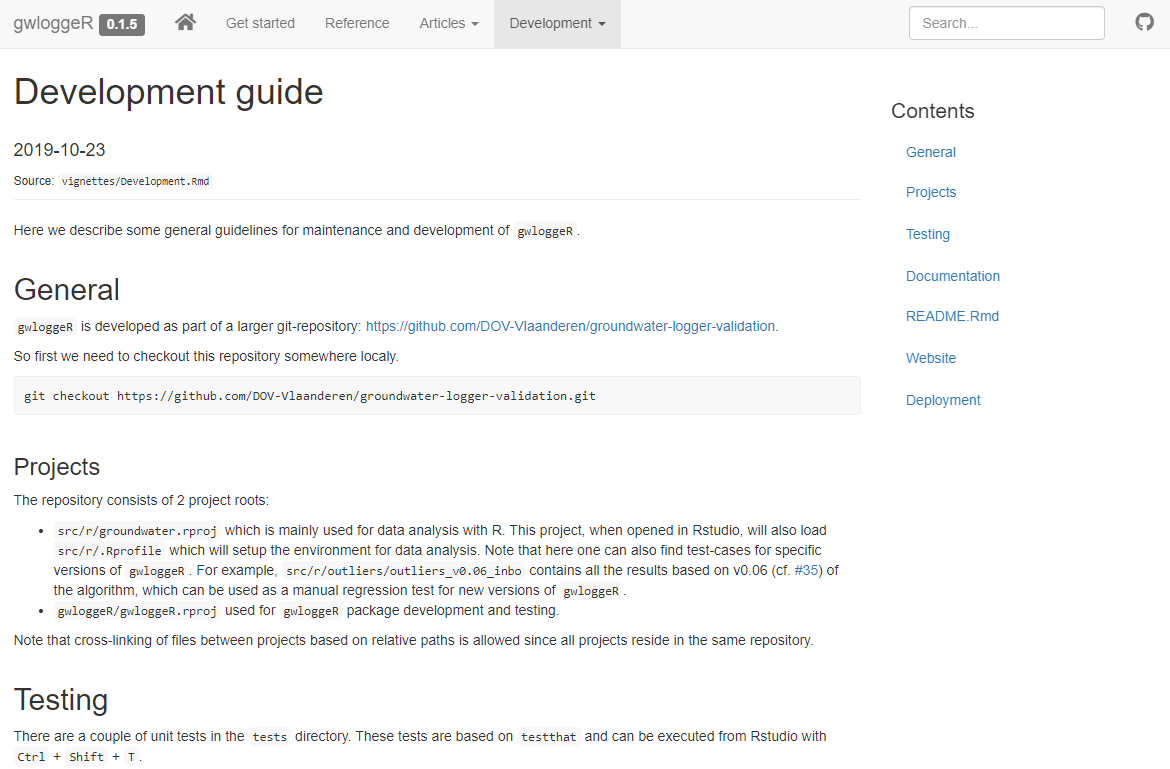 gwloggeR 0.1.5 Get started Reference Articles Development Search...
Development guide
2019-10-23
Source: vignettes/Development.Rmd
Here we describe some general guidelines for maintenance and development of gwloggeR.
General
gwloggeR is developed as part of a larger git-repository: https://github.com/DOV-Vlaanderen/groundwater-logger-validation.
So first we need to checkout this repository somewhere localy.
git checkout https://github.com/DOV-Vlaanderen/groundwater-logger-validation.git
Projects
The repository consists of 2 project roots:
• src/r/groundwater.rproj which is mainly used for data analysis with R. This project, when opened in Rstudio, will also load
src/r/.Rprofile which will setup the environment for data analysis. Note that here one can also find test-cases for specific
versions of gwloggeR. For example, src/r/outliers/outliers_v0.06_inbo contains all the results based on v0.06 (cf. #35) of
the algorithm, which can be used as a manual regression test for new versions of gwloggeR.
• gwloggeR/gwloggeR.rproj used for gwloggeR package development and testing.
Note that cross-linking of files between projects based on relative paths is allowed since all projects reside in the same repository.
Testing
There are a couple of unit tests in the tests directory. These tests are based on testthat and can be executed from Rstudio with
Ctrl + Shift + T.
Contents
General
Projects
Testing
Documentation
README.Rmd
Website
Deployment